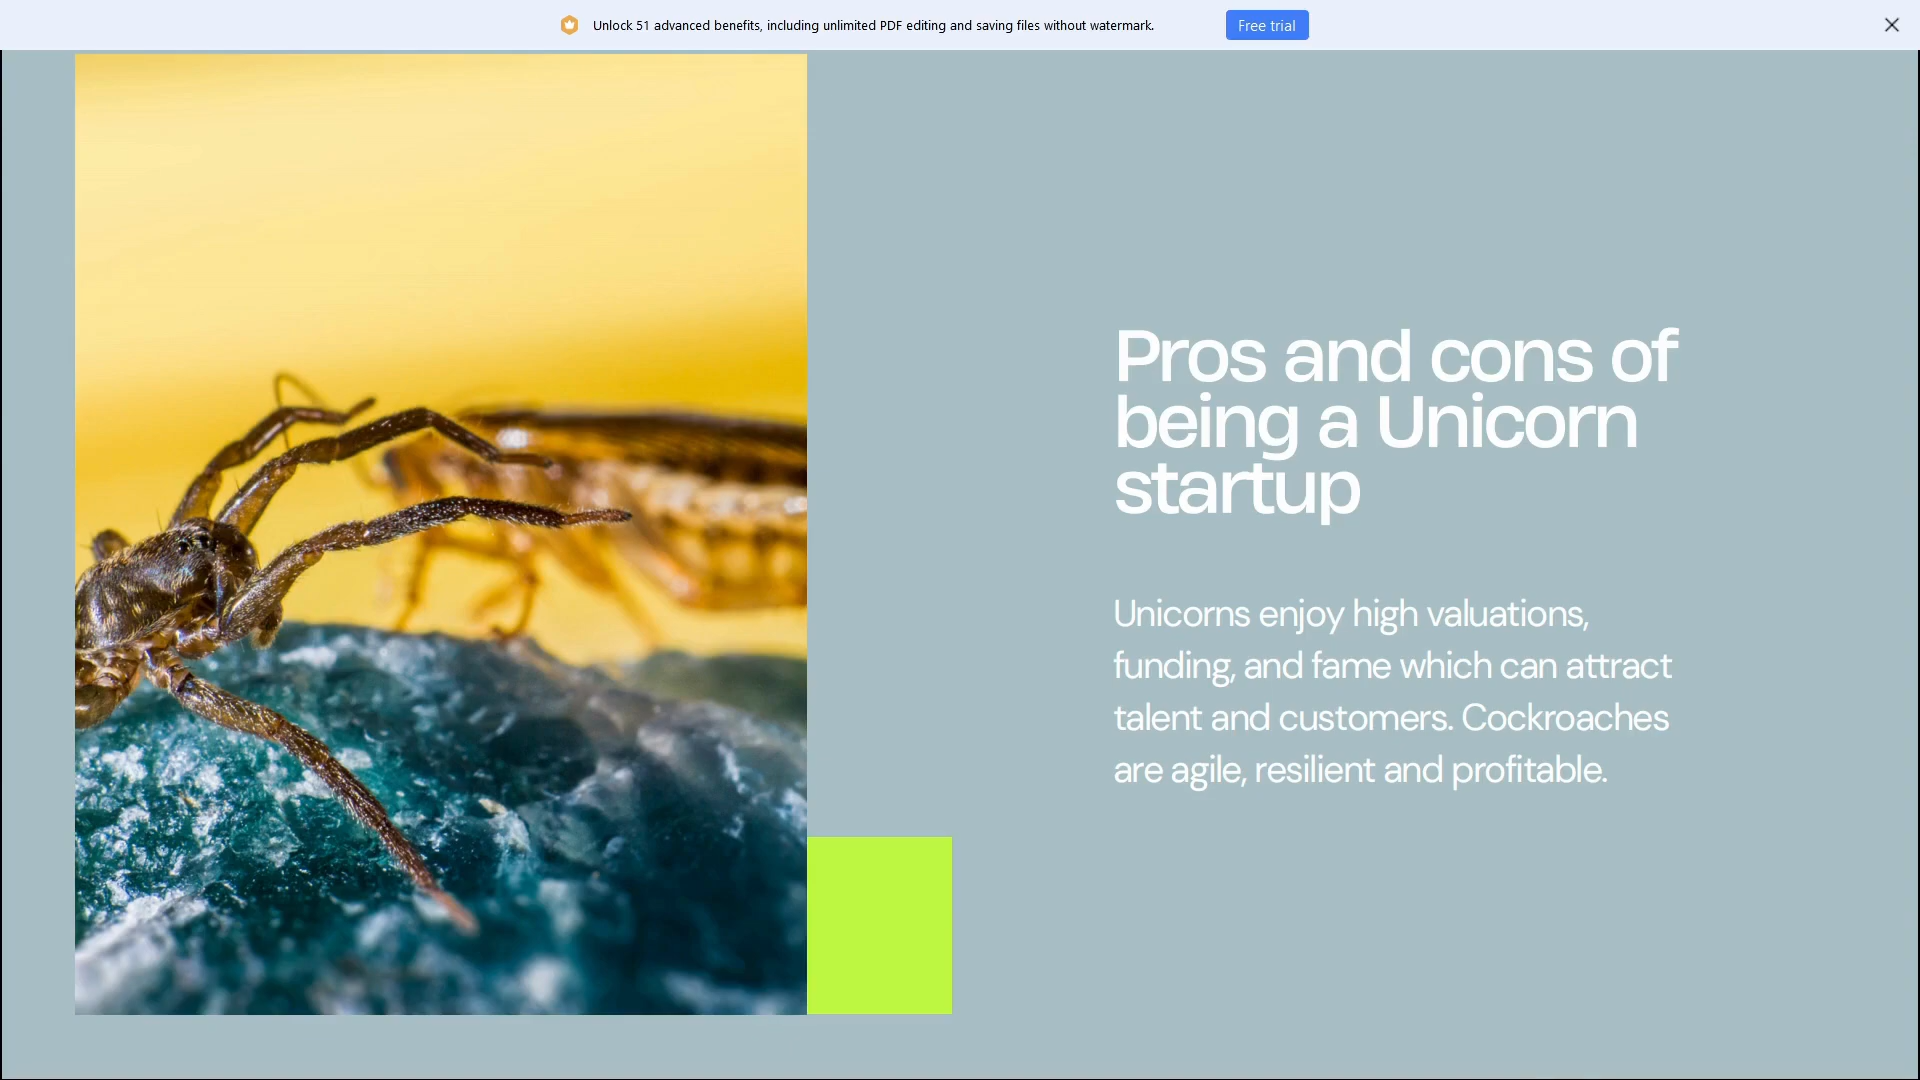 Unlock 51 advanced benefits, including unlimited PDF editing and saving files without watermark.
Free trial
Pros and cons of
being a Unicorn
startup
Unicorns enjoy high valuations,
funding, and fame which can attract
talent and customers. Cockroaches
are agile, resilient and profitable.